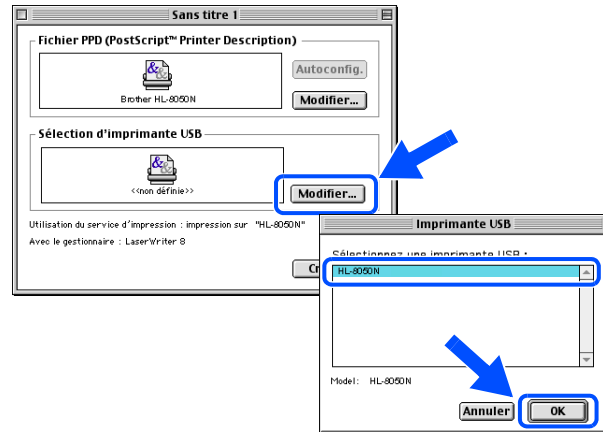 Sans titre 1
Fichier PPD (PostScript™ Printer Description)
Autoconfig.
Brother HL-8050N
Modifier...
Sélection d'imprimante USB
<<non définie>>
Modifier...
Utilisation du service d'impression : impression sur "HL-8050N"
Avec le gestionnaire : LaserWriter 8
Cr
Imprimante USB
Sélectionnez une imprimante USB :
HL-8050N
Model: HL-8050N
Annuler
OK